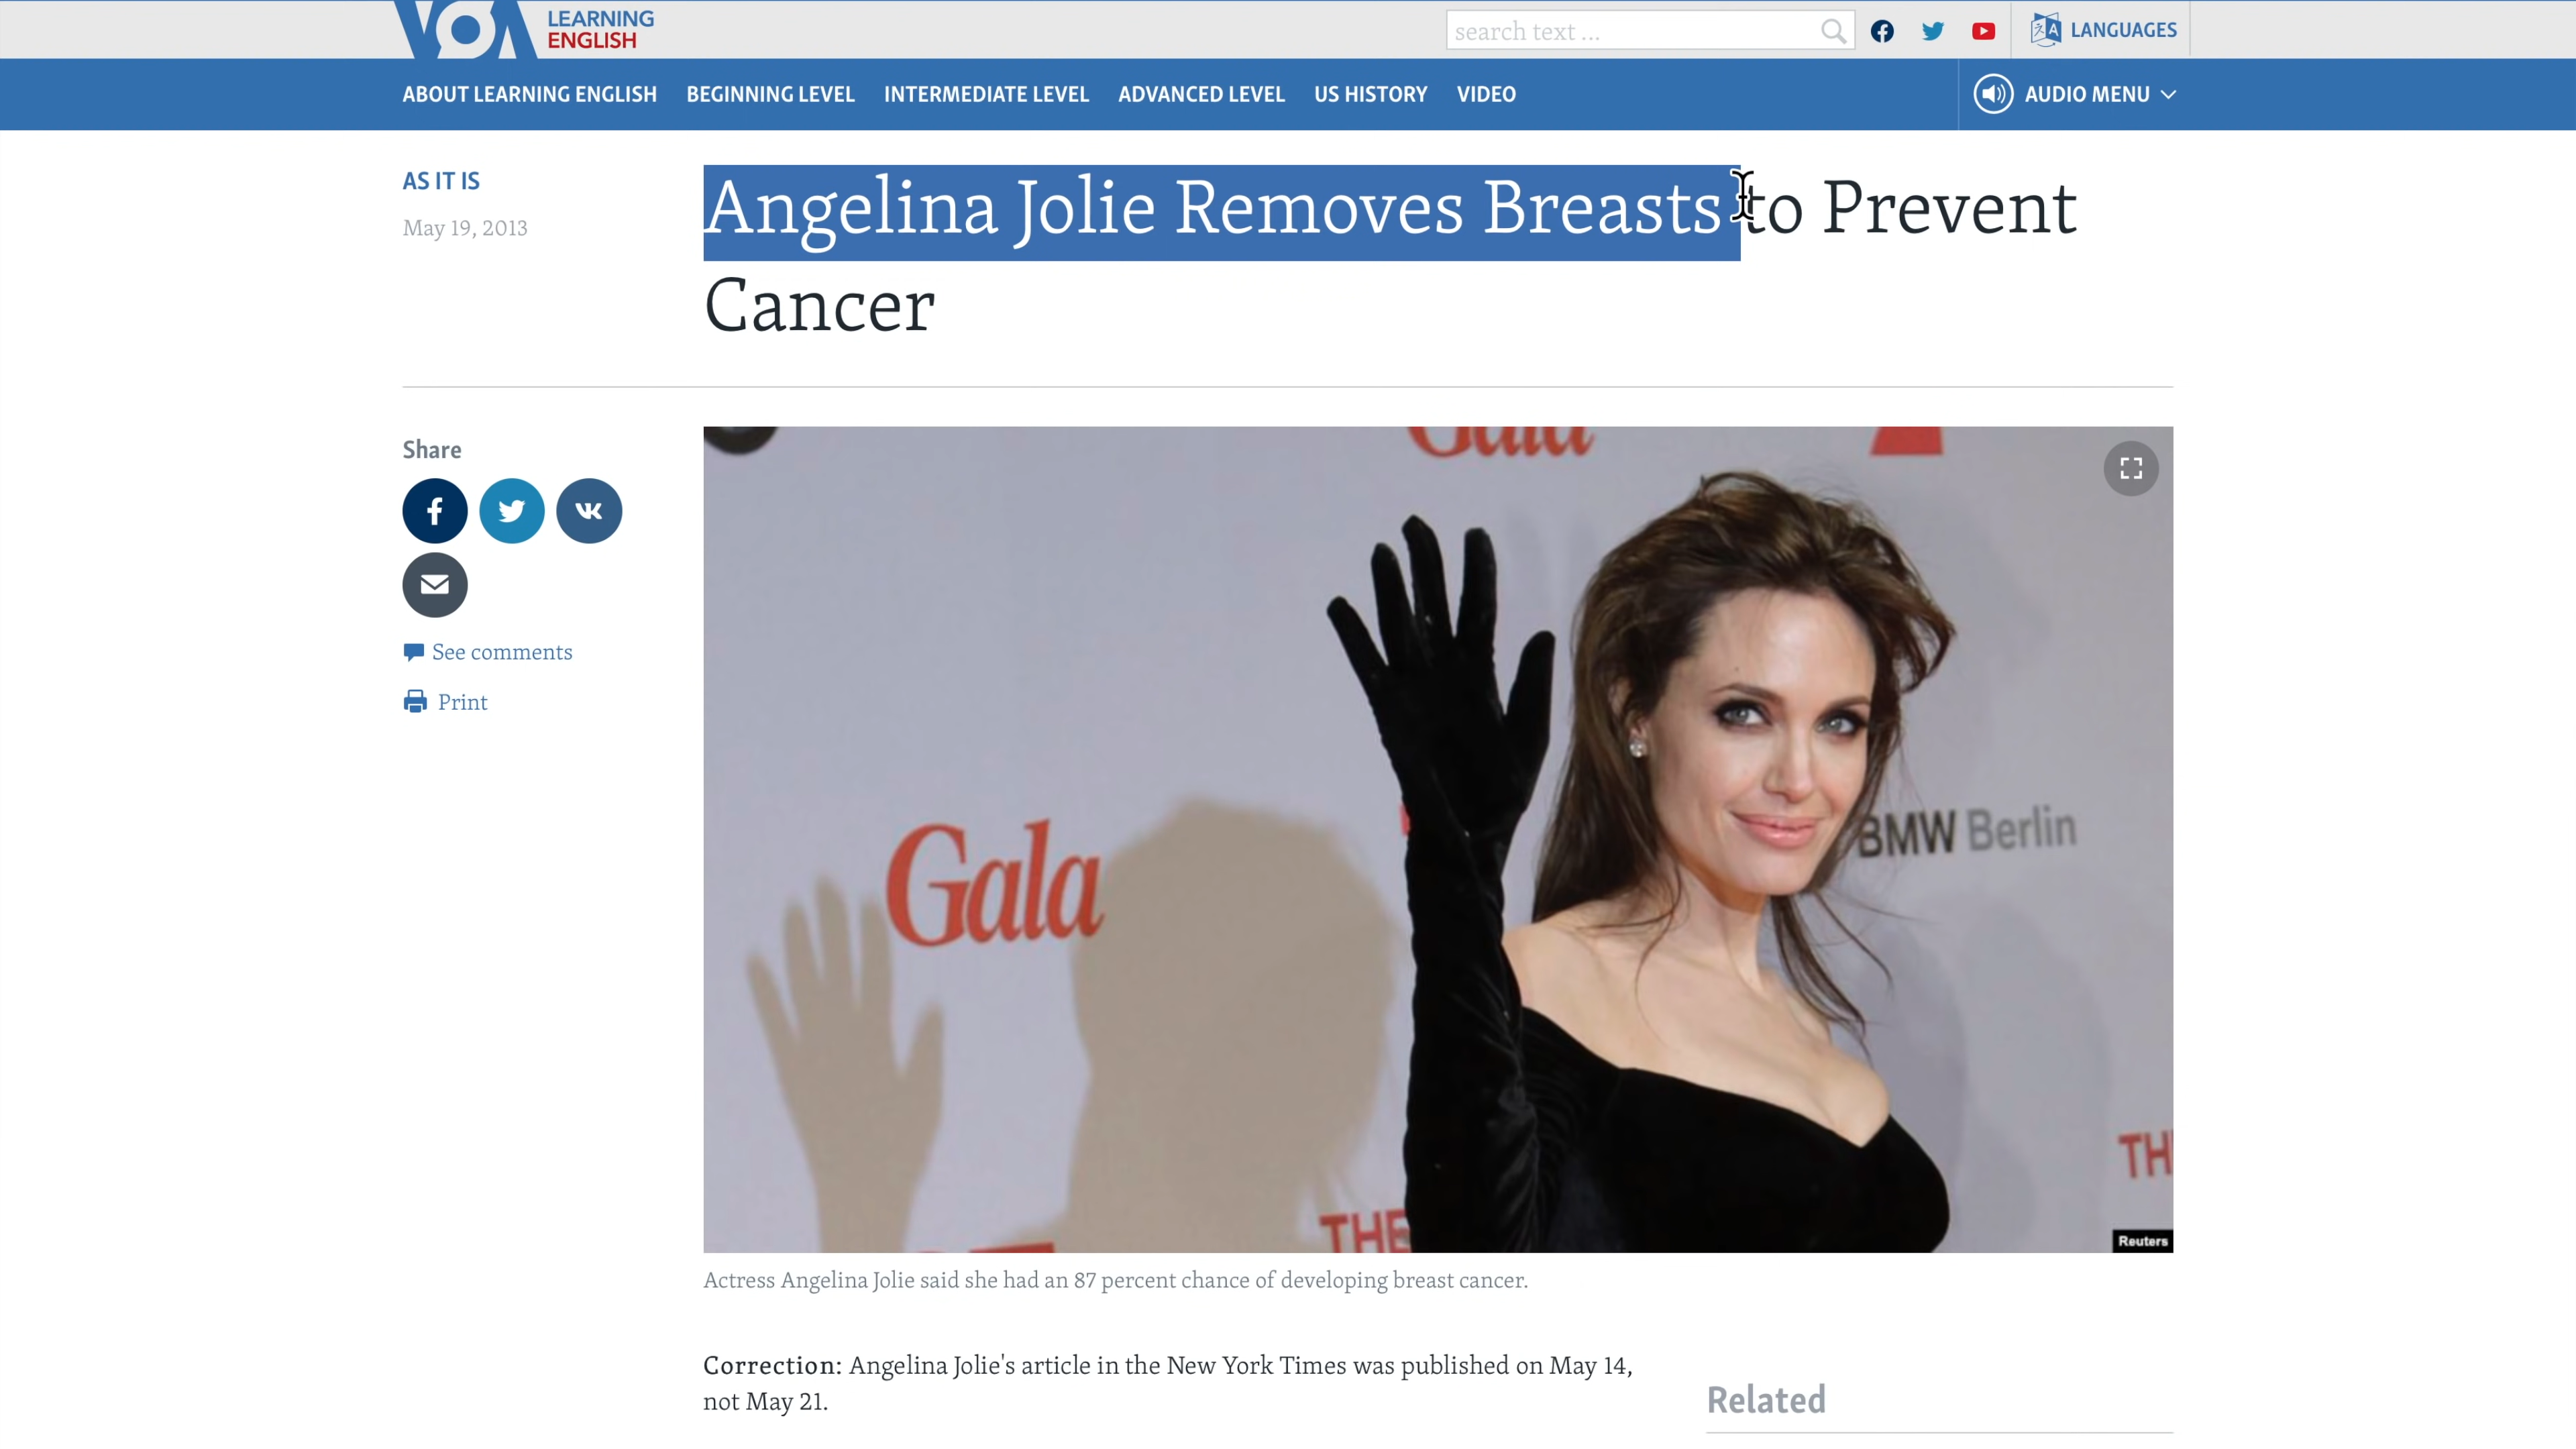 VOA
LEARNING
ENGLISH
search text ...
LANGUAGES
ABOUT LEARNING ENGLISH BEGINNING LEVEL INTERMEDIATE LEVEL ADVANCED LEVEL US HISTORY VIDEO
AUDIO MENU
AS IT IS
May 19, 2013
Angelina Jolie Removes Breasts to Prevent
Cancer
Share
See comments
Print
Gala
Gala
BMW Berlin
TH
THE
Reuters
Actress Angelina Jolie said she had an 87 percent chance of developing breast cancer.
Correction: Angelina Jolie's article in the New York Times was published on May 14,
not May 21.
Related